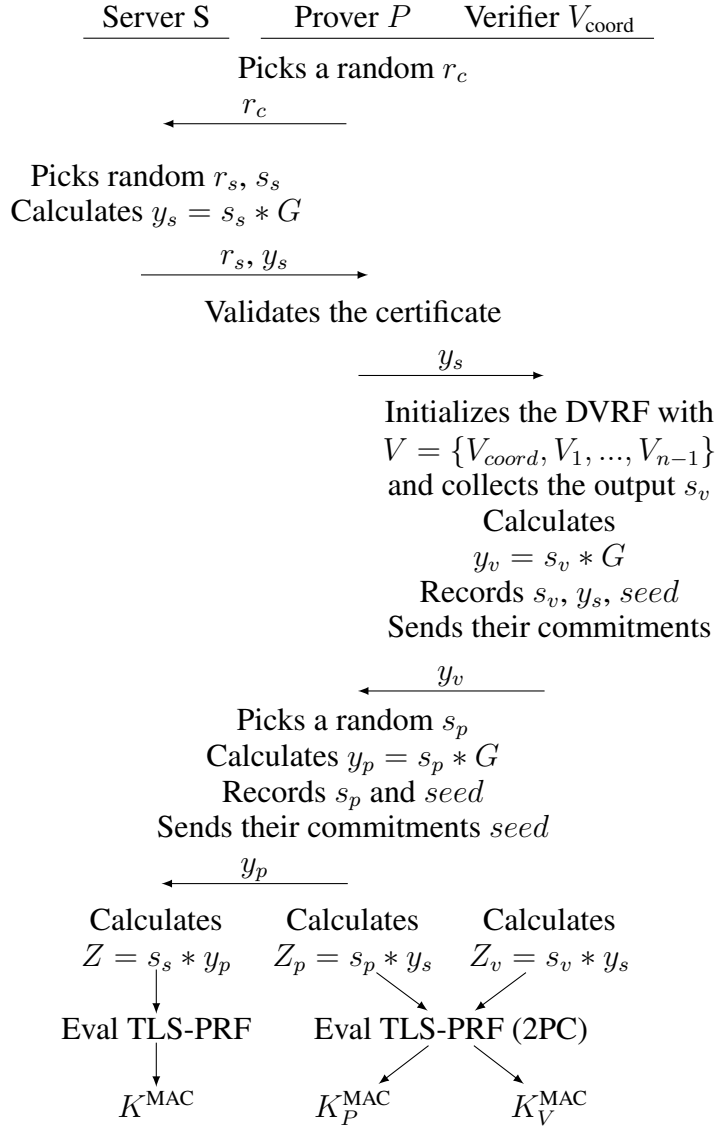 Server S Prover P Verifier V_coord
Picks a random r_c
r_c
Picks random r_s, s_s
Calculates y_s = s_s * G
r_s, y_s
Validates the certificate
y_s
Initializes the DVRF with
V = {V_coord, V_1, ..., V_{n-1}}
and collects the output s_v
Calculates
y_v = s_v * G
Records s_v, y_s, seed
Sends their commitments
y_v
Picks a random s_p
Calculates y_p = s_p * G
Records s_p and seed
Sends their commitments seed
y_p
Calculates Calculates Calculates
Z = s_s * y_p Z_p = s_p * y_s Z_v = s_v * y_s
Eval TLS-PRF Eval TLS-PRF (2PC)
K^MAC K_P^MAC K_V^MAC